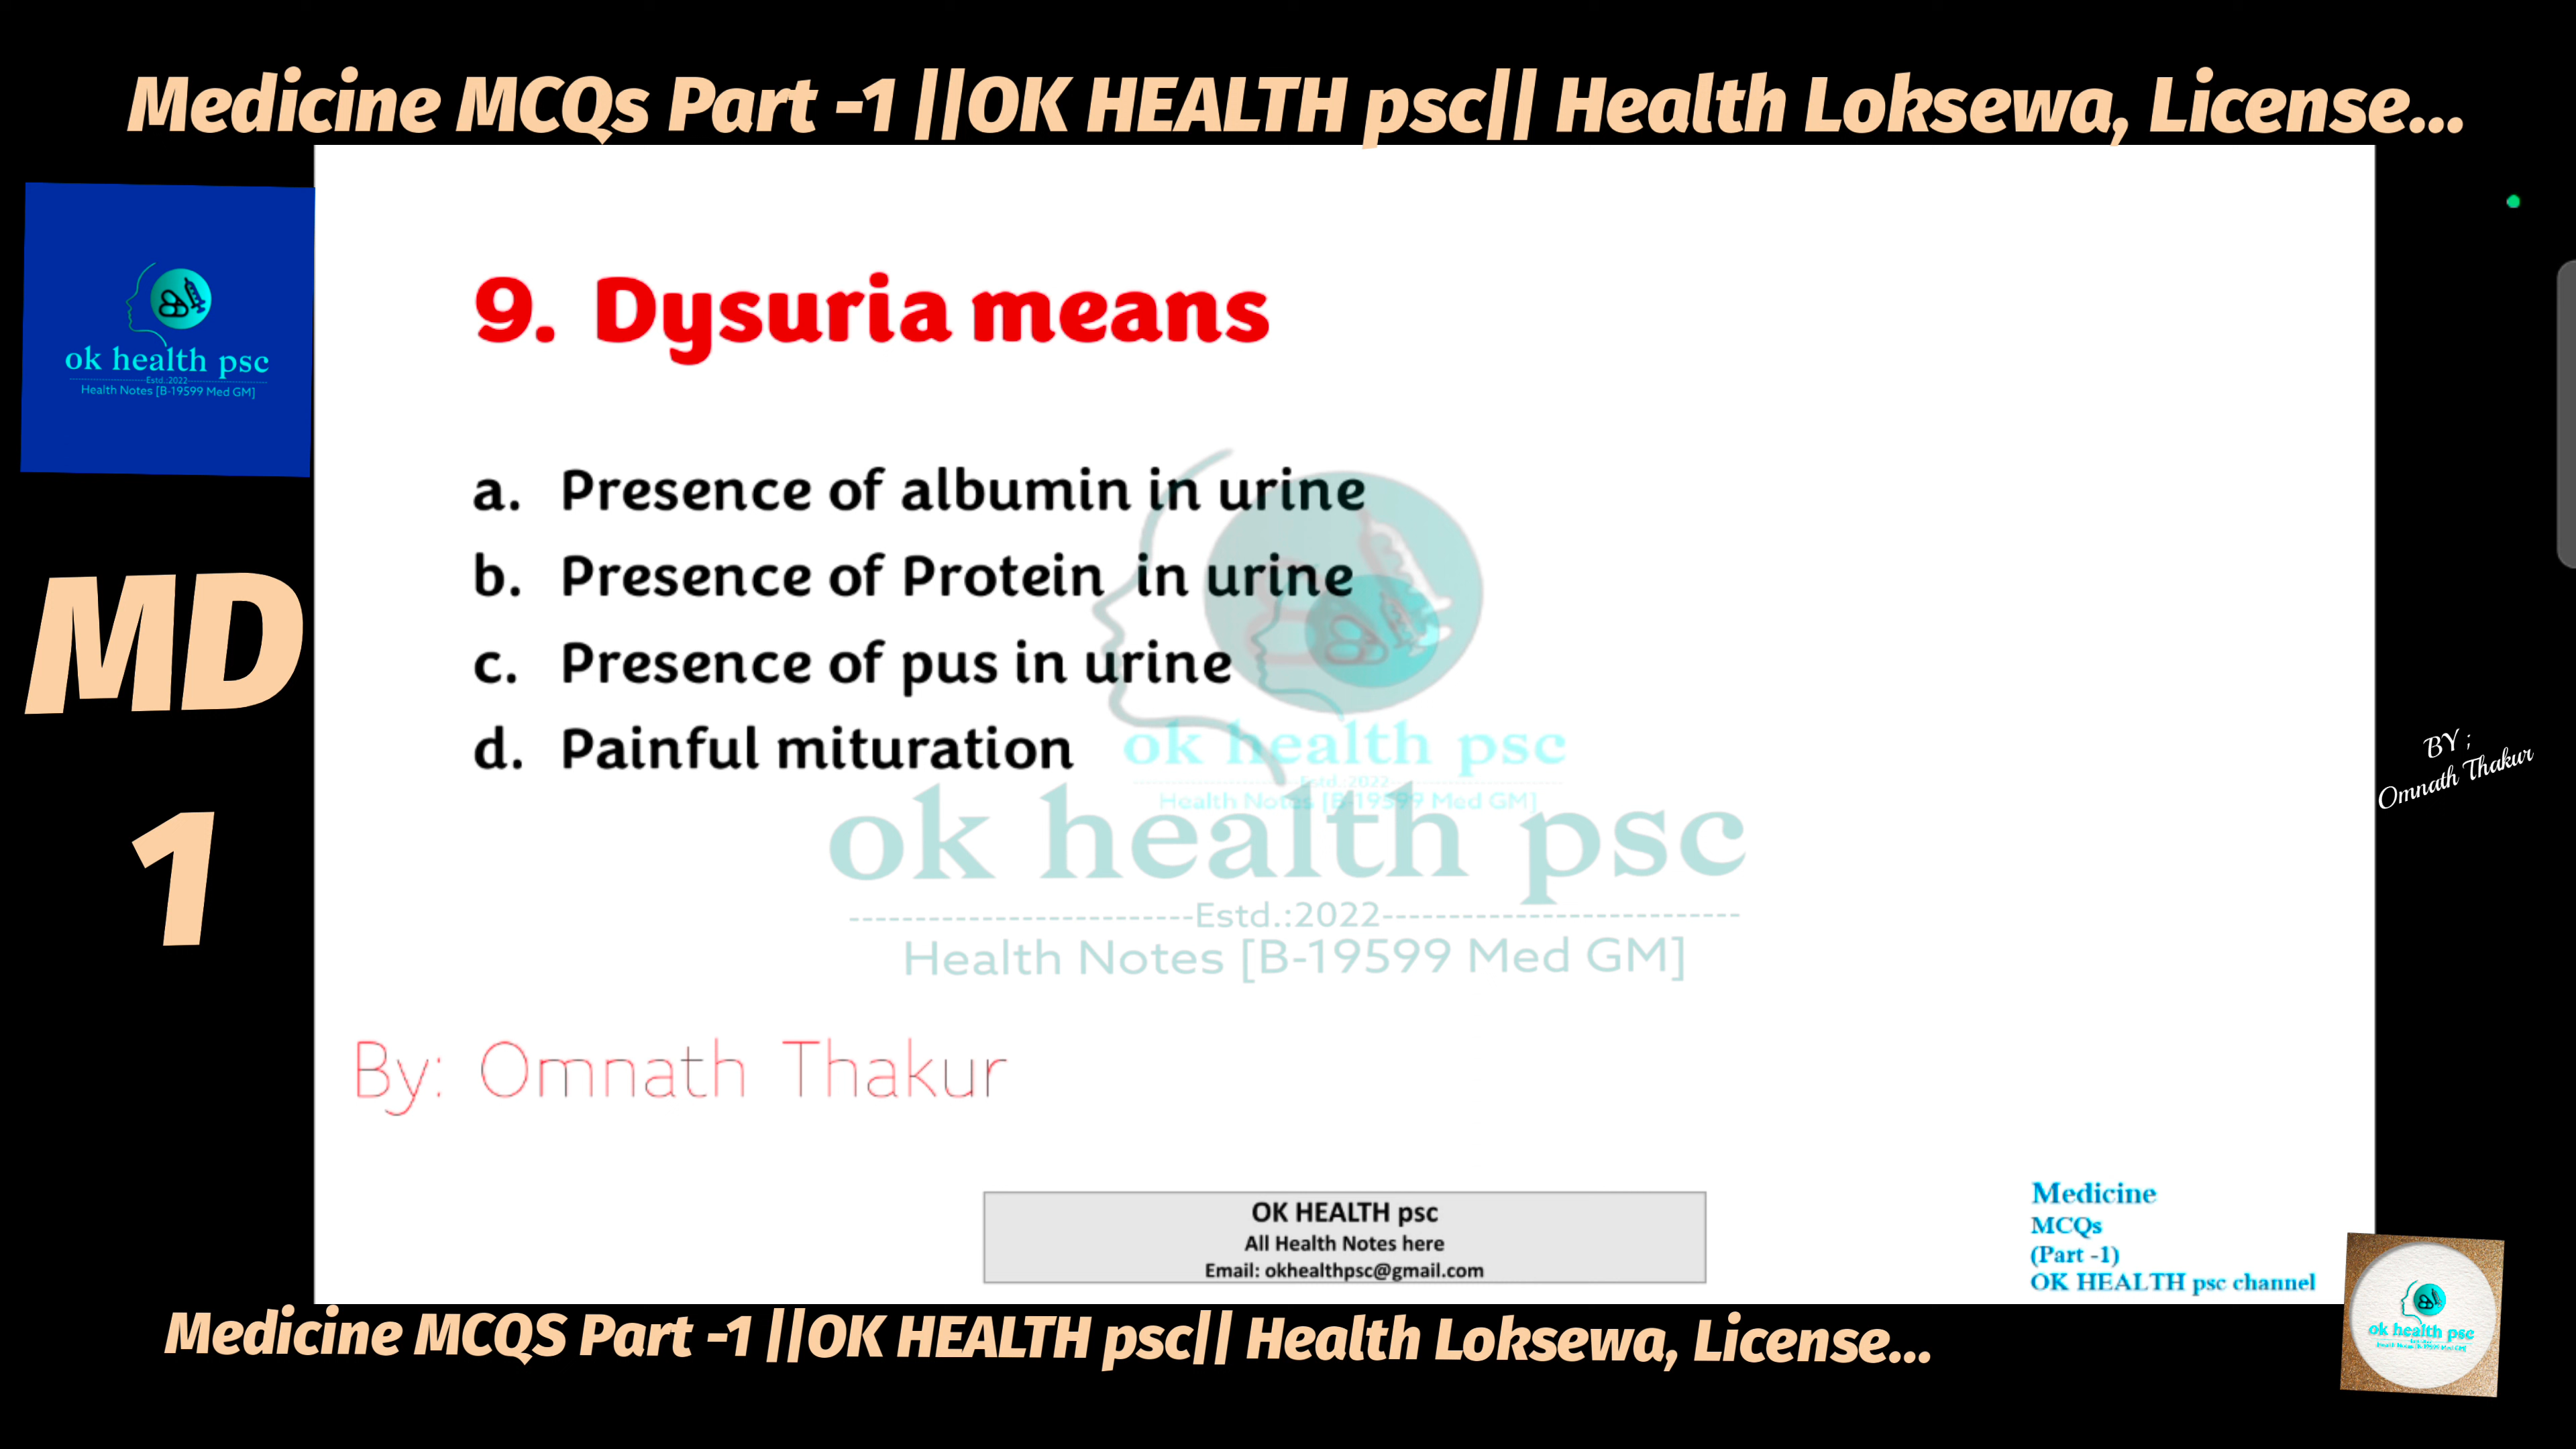 Medicine MCQs Part -1 ||OK HEALTH psc|| Health Loksewa, License...
ok health psc
Estd.:2022
Health Notes [B-19599 Med GM]
MD
1
9. Dysuria means
a. Presence of albumin in urine
b. Presence of Protein in urine
c. Presence of pus in urine
d. Painful mituration
ok health psc
Estd.:2022
Health Notes [B-19599 Med GM]
ok health psc
Estd.:2022
Health Notes [B-19599 Med GM]
BY ;
Omnath Thakur
By: Omnath Thakur
OK HEALTH psc
All Health Notes here
Email: okhealthpsc@gmail.com
Medicine
MCQs
(Part -1)
OK HEALTH psc channel
ok health psc
Medicine MCQS Part -1 ||OK HEALTH psc|| Health Loksewa, License...